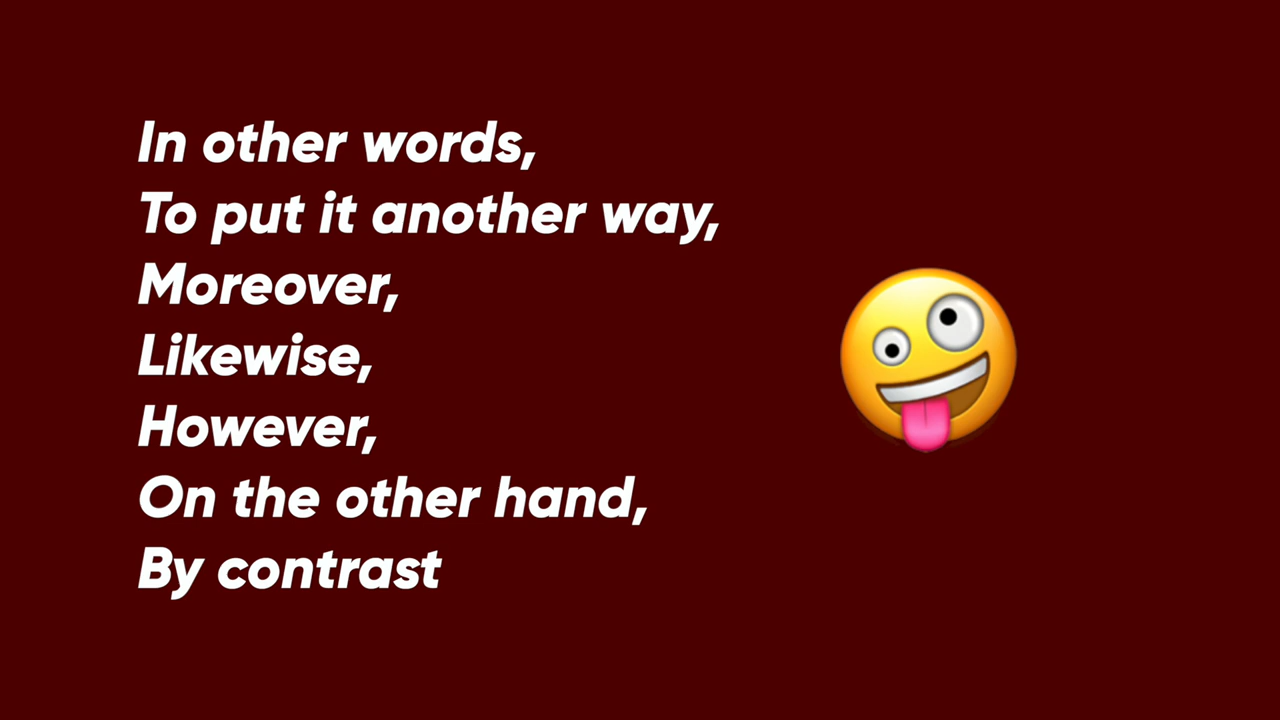 In other words,
To put it another way,
Moreover,
Likewise,
However,
On the other hand,
By contrast